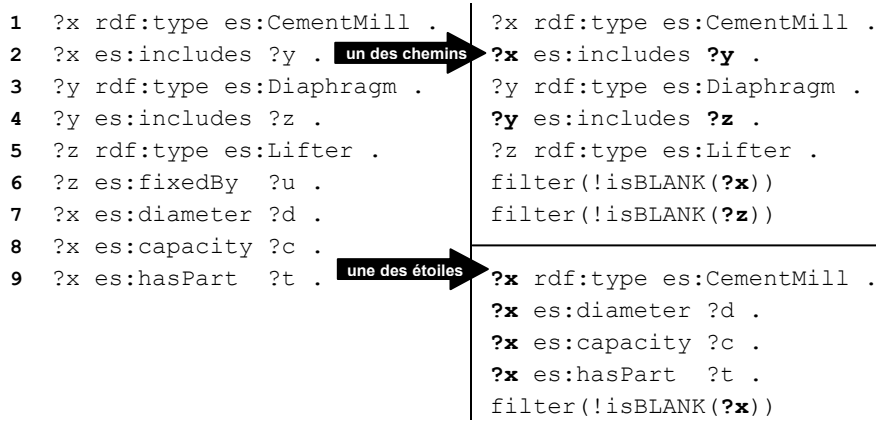 1 ?x rdf:type es:CementMill .
2 ?x es:includes ?y .
3 ?y rdf:type es:Diaphragm .
4 ?y es:includes ?z .
5 ?z rdf:type es:Lifter .
6 ?z es:fixedBy ?u .
7 ?x es:diameter ?d .
8 ?x es:capacity ?c .
9 ?x es:hasPart ?t .
un des chemins
?x rdf:type es:CementMill .
?x es:includes ?y .
?y rdf:type es:Diaphragm .
?y es:includes ?z .
?z rdf:type es:Lifter .
filter(!isBLANK(?x))
filter(!isBLANK(?z))
une des étoiles
?x rdf:type es:CementMill .
?x es:diameter ?d .
?x es:capacity ?c .
?x es:hasPart ?t .
filter(!isBLANK(?x))